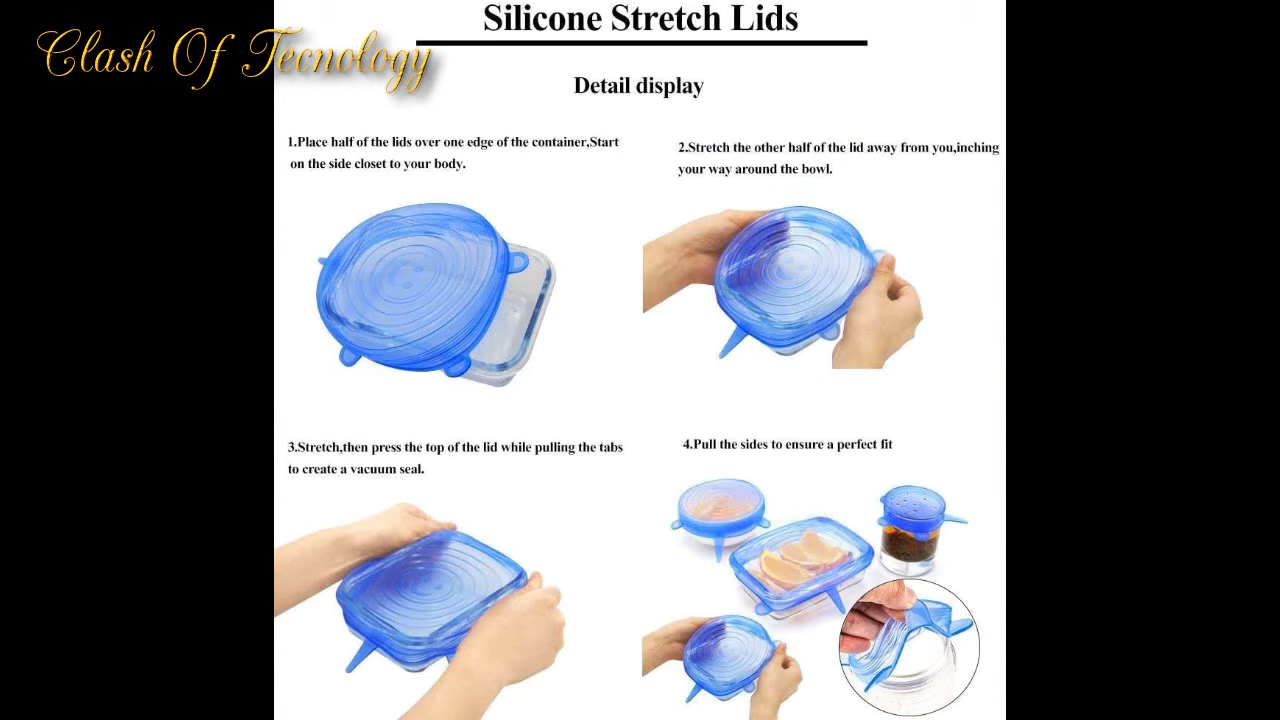 Silicone Stretch Lids
Clash Of Tecnology
Detail display
1.Place half of the lids over one edge of the container,Start
on the side closet to your body.
2.Stretch the other half of the lid away from you,inching
your way around the bowl.
3.Stretch,then press the top of the lid while pulling the tabs
to create a vacuum seal.
4.Pull the sides to ensure a perfect fit